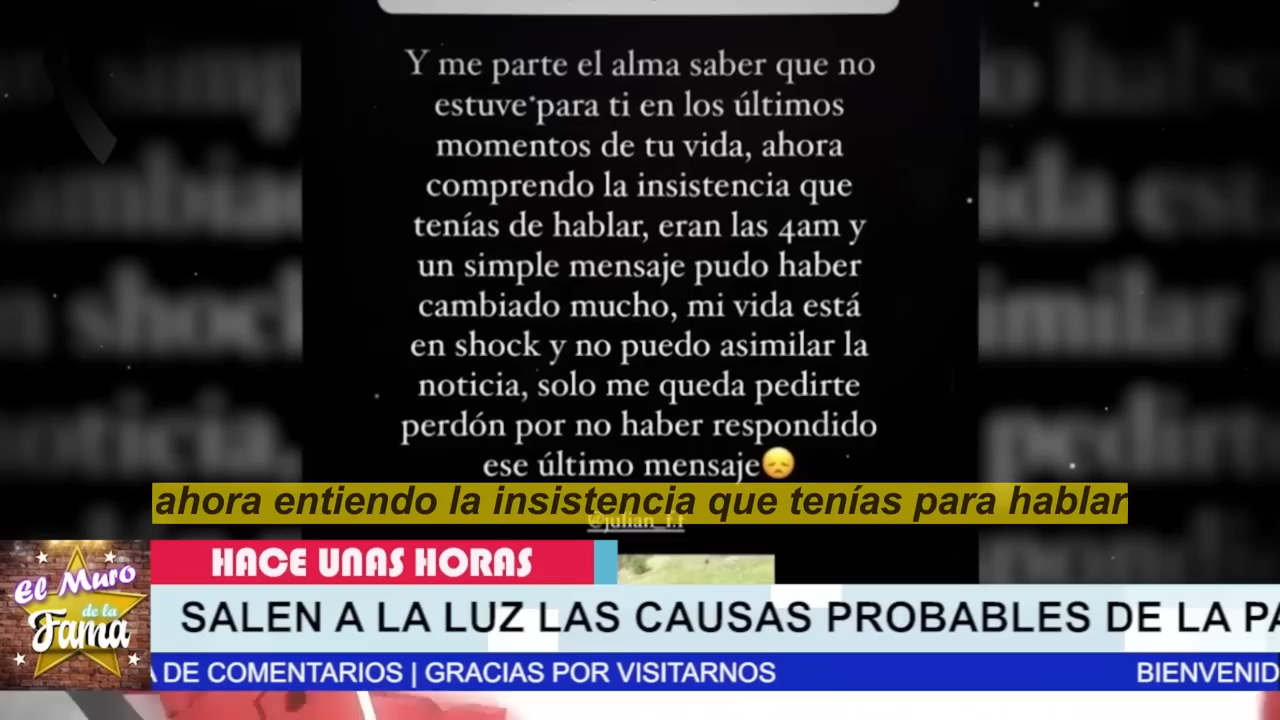 Y me parte el alma saber que no
estuve para ti en los últimos
momentos de tu vida, ahora
comprendo la insistencia que
tenías de hablar, eran las 4am y
un simple mensaje pudo haber
cambiado mucho, mi vida está
en shock y no puedo asimilar la
noticia, solo me queda pedirte
perdón por no haber respondido
ese último mensaje😞
ahora entiendo la insistencia que tenías para hablar
HACE UNAS HORAS
El Muro
de la
Fama
SALEN A LA LUZ LAS CAUSAS PROBABLES DE LA PA
A DE COMENTARIOS | GRACIAS POR VISITARNOS
BIENVENID